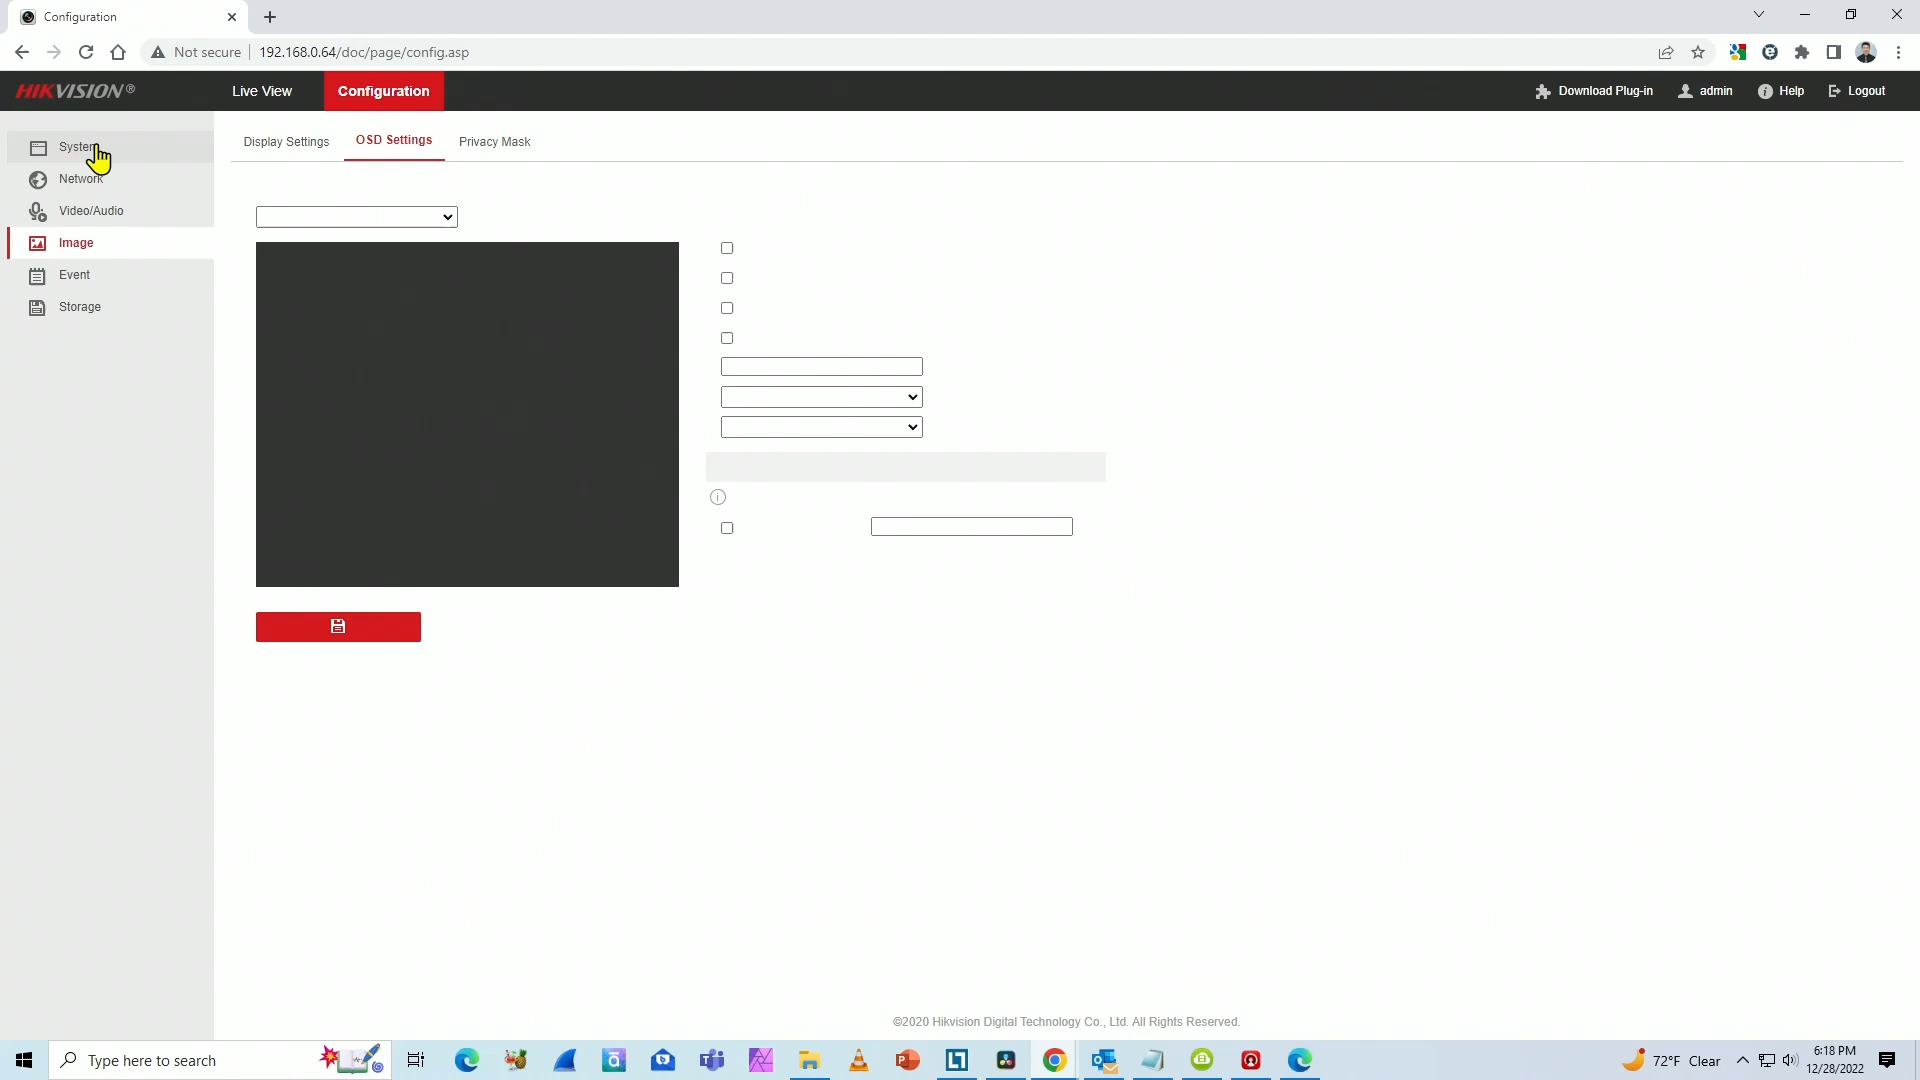 Configuration
Not secure 192.168.0.64/doc/page/config.asp
HIKVISION®
Live View
Configuration
Download Plug-in
admin
Help
Logout
System
Network
Video/Audio
Image
Event
Storage
Display Settings
OSD Settings
Privacy Mask
©2020 Hikvision Digital Technology Co., Ltd. All Rights Reserved.
Type here to search
72°F Clear
6:18 PM
12/28/2022